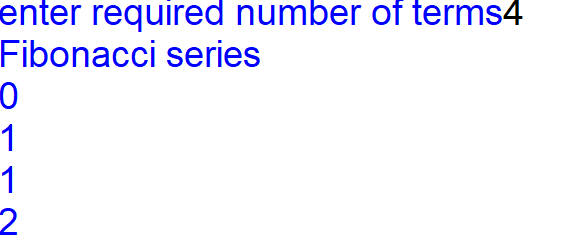 enter required number of terms4
Fibonacci series
0
1
1
2